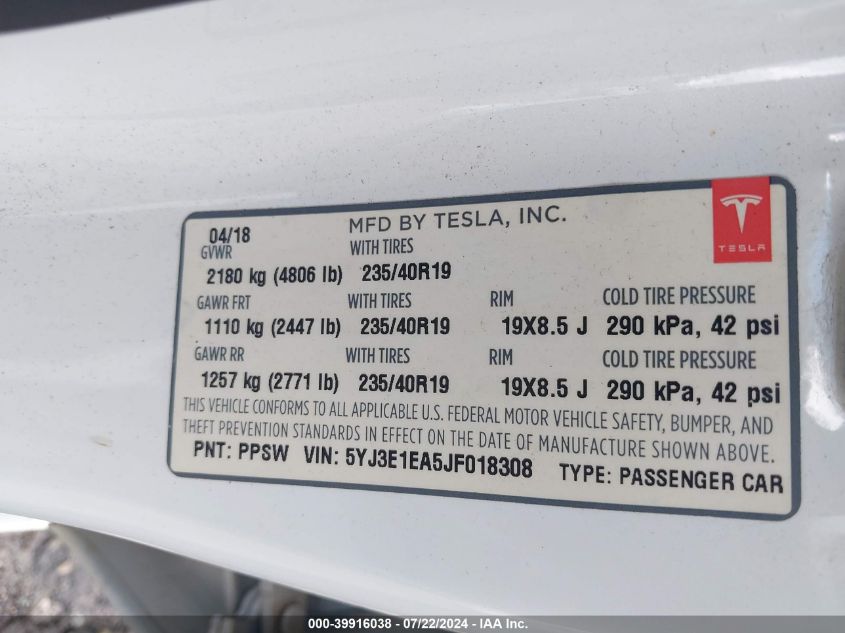 04/18 MFD BY TESLA, INC.
TESLA
GVWR WITH TIRES
2180 kg (4806 lb) 235/40R19
GAWR FRT WITH TIRES RIM COLD TIRE PRESSURE
1110 kg (2447 lb) 235/40R19 19X8.5 J 290 kPa, 42 psi
GAWR RR WITH TIRES RIM COLD TIRE PRESSURE
1257 kg (2771 lb) 235/40R19 19X8.5 J 290 kPa, 42 psi
THIS VEHICLE CONFORMS TO ALL APPLICABLE U.S. FEDERAL MOTOR VEHICLE SAFETY, BUMPER, AND
THEFT PREVENTION STANDARDS IN EFFECT ON THE DATE OF MANUFACTURE SHOWN ABOVE.
PNT: PPSW VIN: 5YJ3E1EA5JF018308 TYPE: PASSENGER CAR
000-39916038 - 07/22/2024 - IAA Inc.